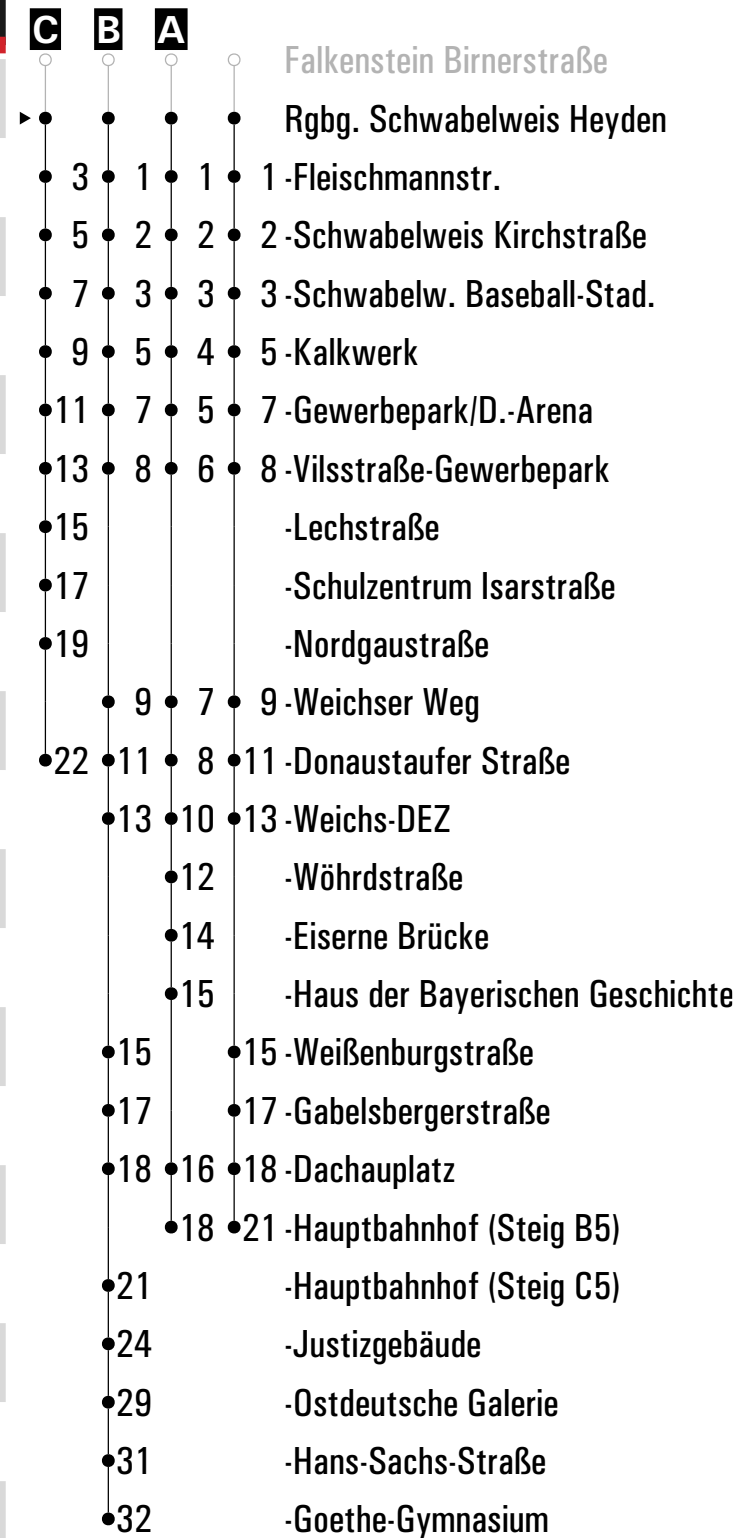 C B A
Falkenstein Birnerstraße
Rgbg. Schwabelweis Heyden
3 1 1 1 -Fleischmannstr.
5 2 2 2 -Schwabelweis Kirchstraße
7 3 3 3 -Schwabelw. Baseball-Stad.
9 5 4 5 -Kalkwerk
11 7 5 7 -Gewerbepark/D.-Arena
13 8 6 8 -Vilsstraße-Gewerbepark
15 -Lechstraße
17 -Schulzentrum Isarstraße
19 -Nordgaustraße
9 7 9 -Weichser Weg
22 11 8 11 -Donaustaufer Straße
13 10 13 -Weichs-DEZ
12 -Wöhrdstraße
14 -Eiserne Brücke
15 -Haus der Bayerischen Geschichte
15 15 -Weißenburgstraße
17 17 -Gabelsbergerstraße
18 16 18 -Dachauplatz
18 21 -Hauptbahnhof (Steig B5)
21 -Hauptbahnhof (Steig C5)
24 -Justizgebäude
29 -Ostdeutsche Galerie
31 -Hans-Sachs-Straße
32 -Goethe-Gymnasium